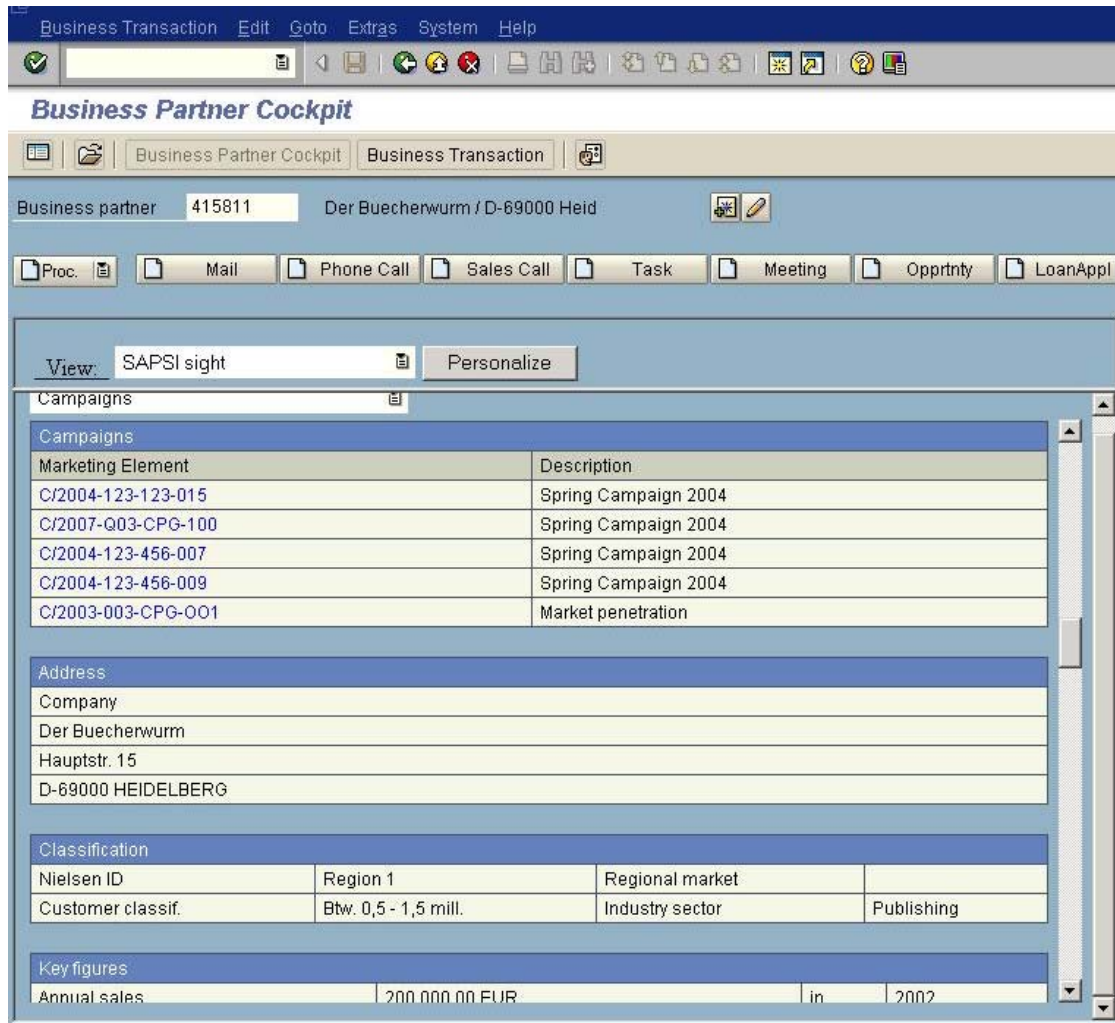 Business Transaction Edit Goto Extras System Help
Business Partner Cockpit
Business Partner Cockpit Business Transaction
Business partner 415811 Der Buecherwurm / D-69000 Heid
Proc. Mail Phone Call Sales Call Task Meeting Opprtnty LoanAppl
View: SAPSI sight Personalize
Campaigns
Campaigns
Marketing Element Description
C/2004-123-123-015 Spring Campaign 2004
C/2007-Q03-CPG-100 Spring Campaign 2004
C/2004-123-456-007 Spring Campaign 2004
C/2004-123-456-009 Spring Campaign 2004
C/2003-003-CPG-OO1 Market penetration
Address
Company
Der Buecherwurm
Hauptstr. 15
D-69000 HEIDELBERG
Classification
Nielsen ID Region 1 Regional market
Customer classif. Btw. 0,5 - 1,5 mill. Industry sector Publishing
Key figures
Annual sales 200.000,00 EUR in 2002